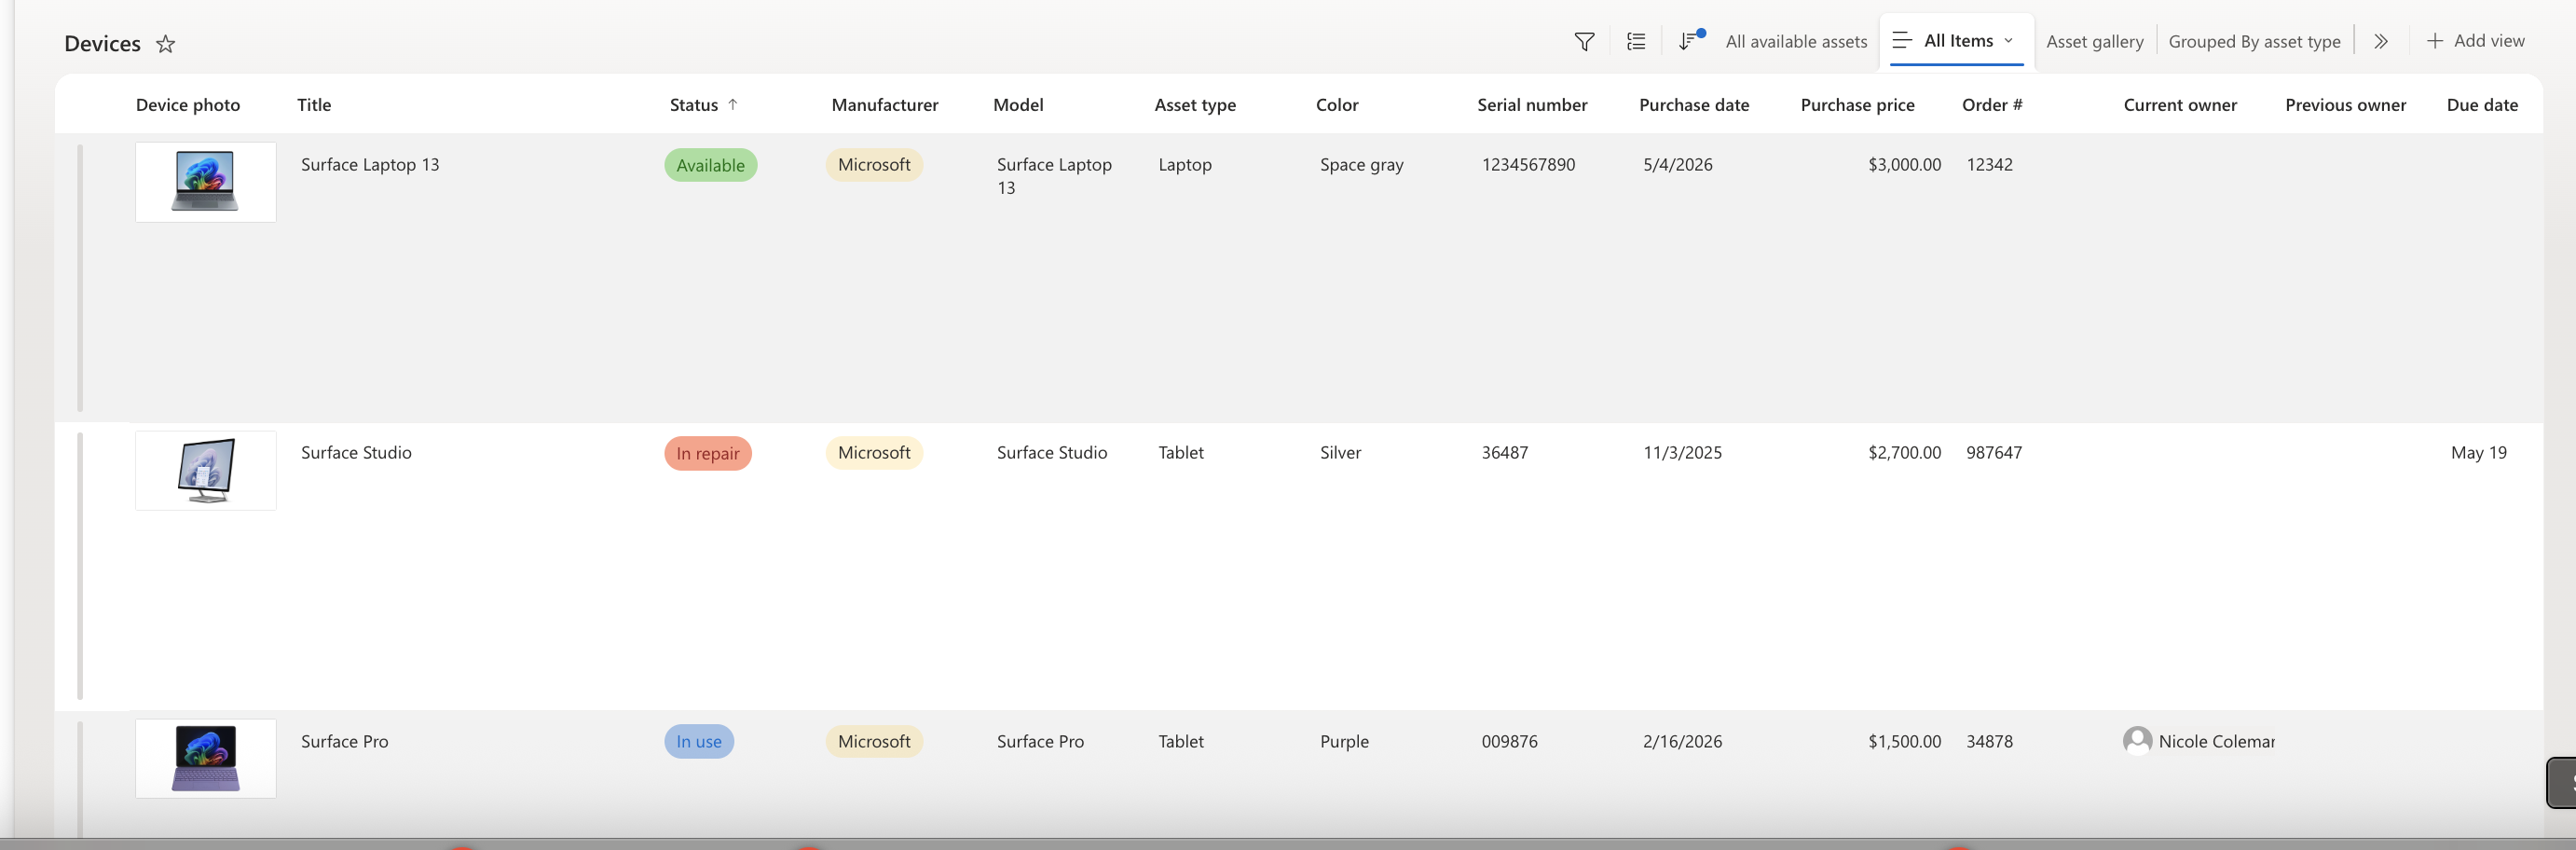 Devices
All available assets
All Items
Asset gallery
Grouped By asset type
Add view
Device photo Title Status Manufacturer Model Asset type Color Serial number Purchase date Purchase price Order # Current owner Previous owner Due date
Surface Laptop 13 Available Microsoft Surface Laptop Laptop Space gray 1234567890 5/4/2026 $3,000.00 12342
13
Surface Studio In repair Microsoft Surface Studio Tablet Silver 36487 11/3/2025 $2,700.00 987647 May 19
Surface Pro In use Microsoft Surface Pro Tablet Purple 009876 2/16/2026 $1,500.00 34878 Nicole